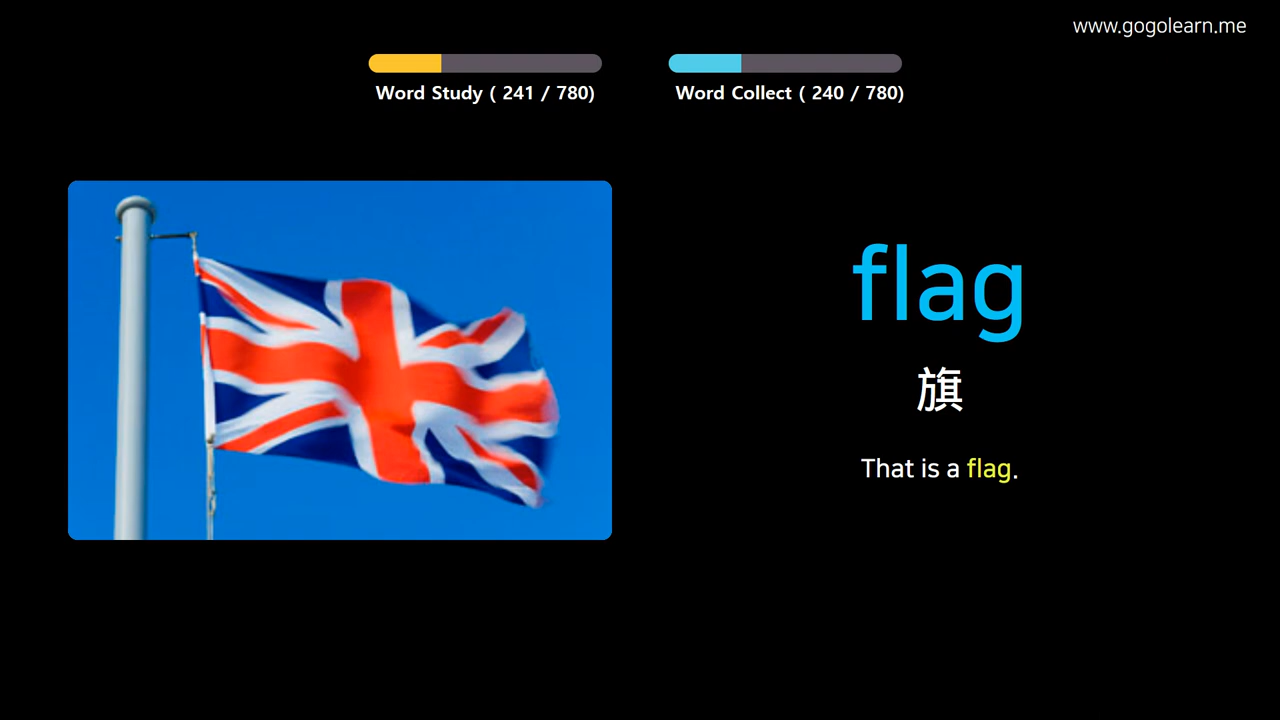 www.gogolearn.me
Word Study ( 241 / 780)
Word Collect ( 240 / 780)
flag
旗
That is a flag.